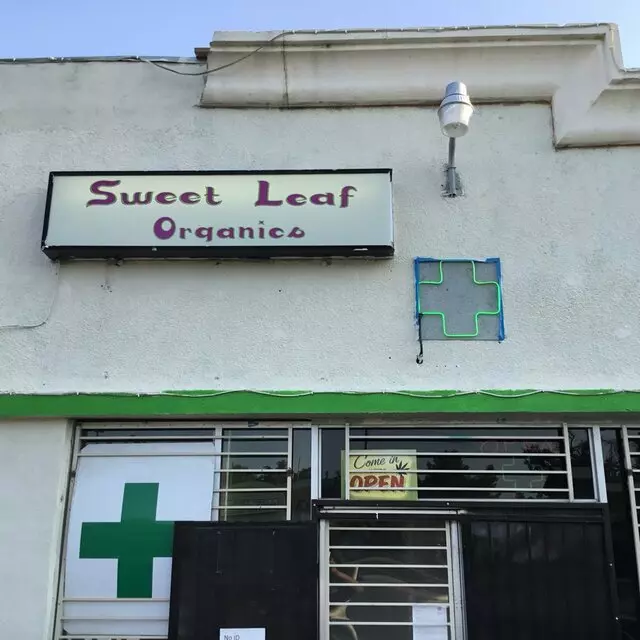 Sweet Leaf
Organics
Come in
OPEN
No ID